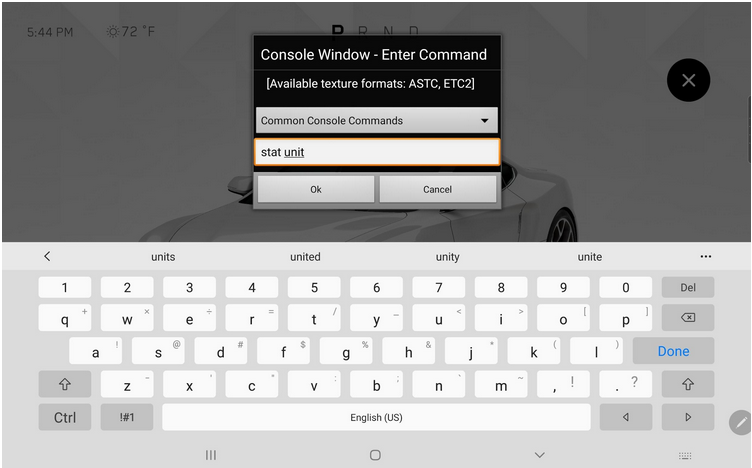 5:44 PM 72 °F P R N D
Console Window - Enter Command
[Available texture formats: ASTC, ETC2]
Common Console Commands
stat unit
Ok Cancel
units united unity unite
1 2 3 4 5 6 7 8 9 0 Del
q + w × e ÷ r = t / y _ u < i > o [ p ]
a ! s @ d # f $ g % h & j * k ( l ) Done
z - x ' c " v : b ; n ` m ~ , ! . ?
Ctrl !#1 English (US)